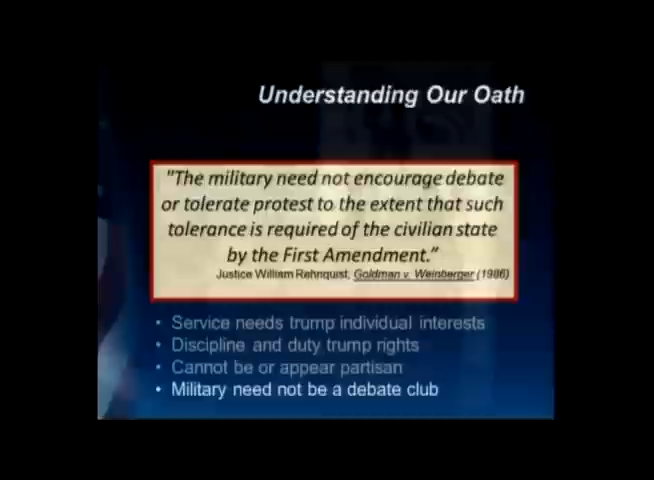 Understanding Our Oath
"The military need not encourage debate
or tolerate protest to the extent that such
tolerance is required of the civilian state
by the First Amendment."
Justice William Rehnquist, Goldman v. Weinberger (1986)
• Service needs trump individual interests
• Discipline and duty trump rights
• Cannot be or appear partisan
• Military need not be a debate club